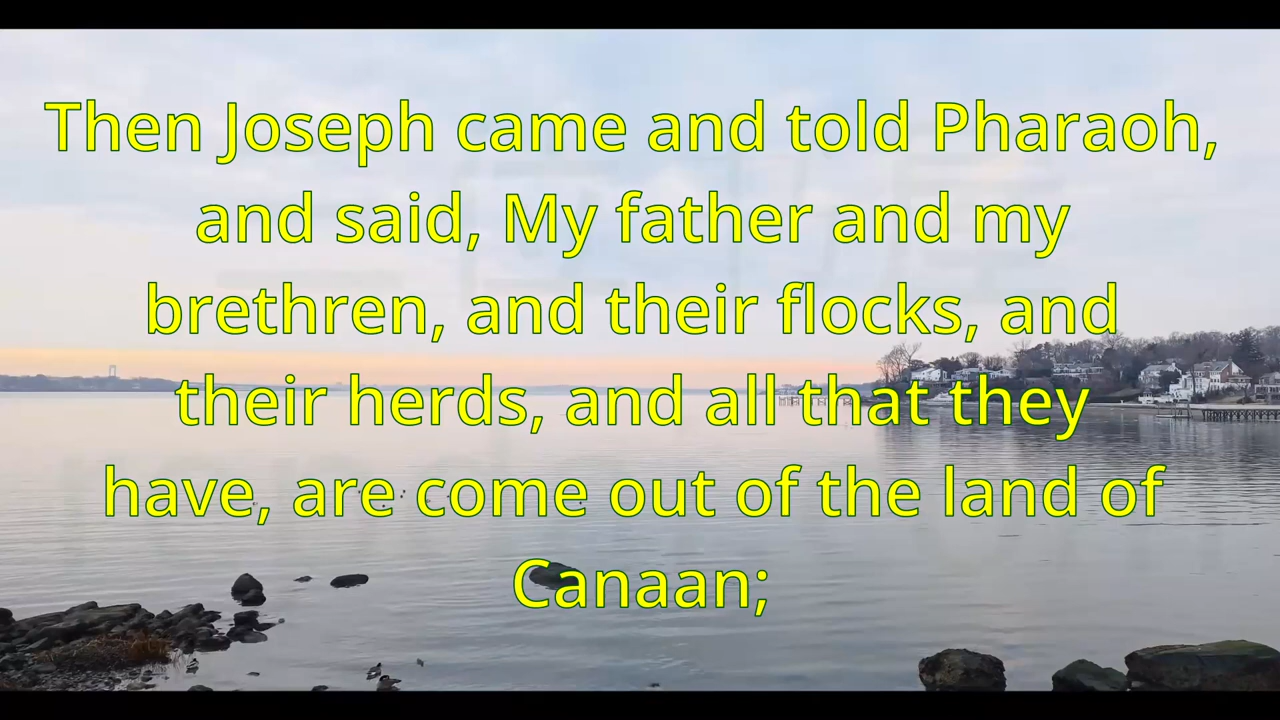 Then Joseph came and told Pharaoh,
and said, My father and my
brethren, and their flocks, and
their herds, and all that they
have, are come out of the land of
Canaan;